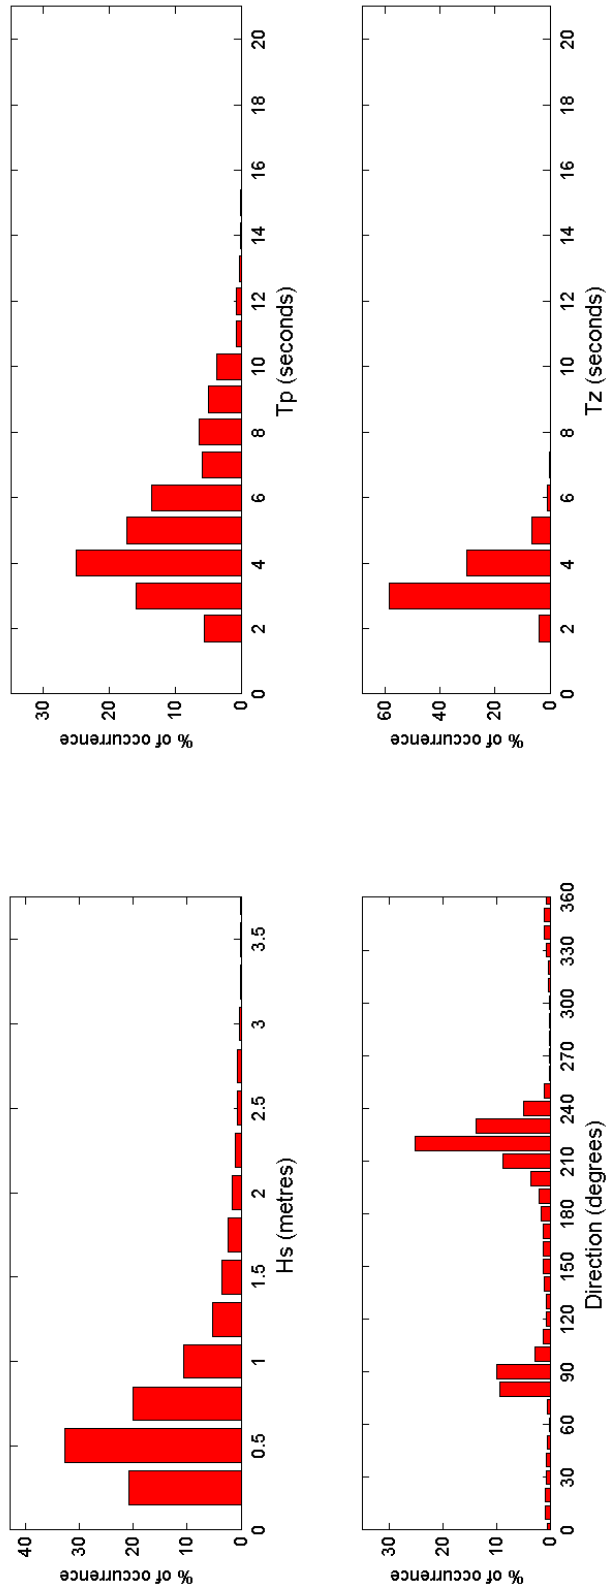 % of occurrence
40
30
20
10
0
0 0.5 1 1.5 2 2.5 3 3.5
Hs (metres)
% of occurrence
30
20
10
0
0 2 4 6 8 10 12 14 16 18 20
Tp (seconds)
% of occurrence
30
20
10
0
0 30 60 90 120 150 180 210 240 270 300 330 360
Direction (degrees)
% of occurrence
60
40
20
0
0 2 4 6 8 10 12 14 16 18 20
Tz (seconds)